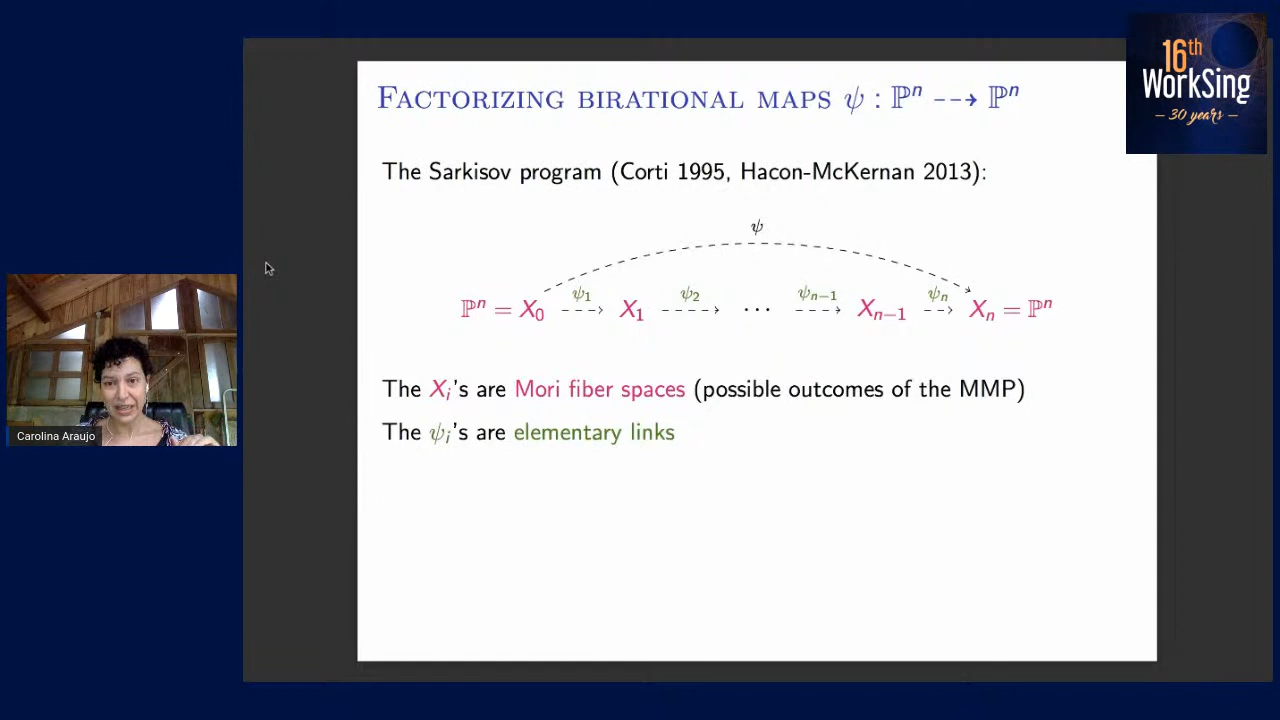 FACTORIZING BIRATIONAL MAPS ψ : ℙⁿ ⇢ ℙⁿ
16th
WorkSing
– 30 years –
The Sarkisov program (Corti 1995, Hacon-McKernan 2013):
ψ
ψ₁ ψ₂ ψₙ₋₁ ψₙ
ℙⁿ = X₀ ⇢ X₁ ⇢ ⋯ ⇢ Xₙ₋₁ ⇢ Xₙ = ℙⁿ
The Xᵢ's are Mori fiber spaces (possible outcomes of the MMP)
The ψᵢ's are elementary links
Carolina Araujo